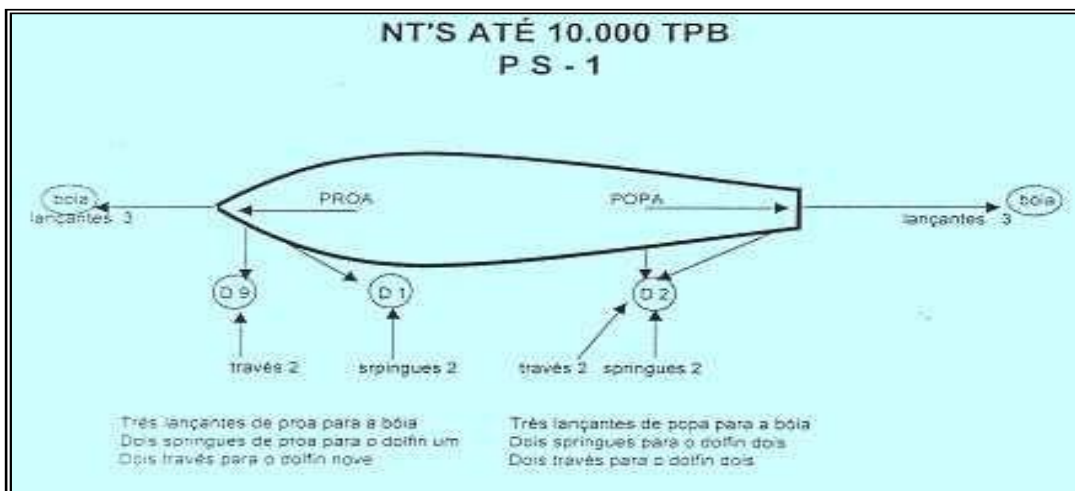 NT'S ATÉ 10.000 TPB
P S - 1
PROA
POPA
bóia
lançantes 3
bóia
lançantes 3
D 9
D 1
D 2
través 2
srpingues 2
través 2
springues 2
Três lançantes de proa para a bóia
Dois springues de proa para o dolfin um
Dois través para o dolfin nove
Três lançantes de popa para a bóia
Dois springues para o dolfin dois
Dois través para o dolfin dois